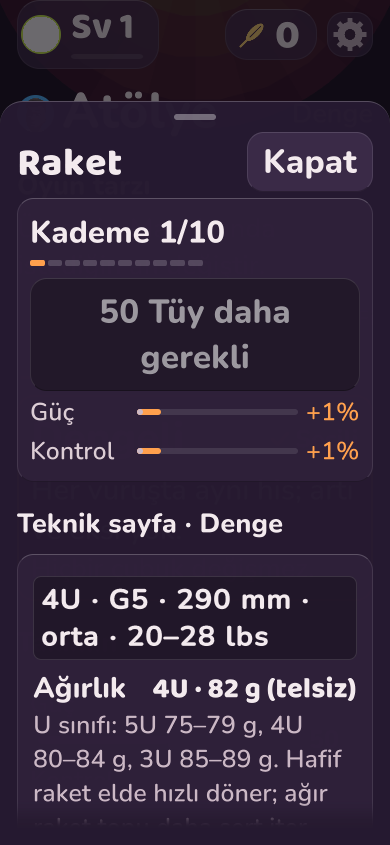 Sv 1
0
Atölye
Raket
Kapat
Kademe 1/10
50 Tüy daha
gerekli
Güç +1%
Kontrol +1%
Teknik sayfa · Denge
4U · G5 · 290 mm ·
orta · 20–28 lbs
Ağırlık 4U · 82 g (telsiz)
U sınıfı: 5U 75–79 g, 4U
80–84 g, 3U 85–89 g. Hafif
raket elde hızlı döner; ağır